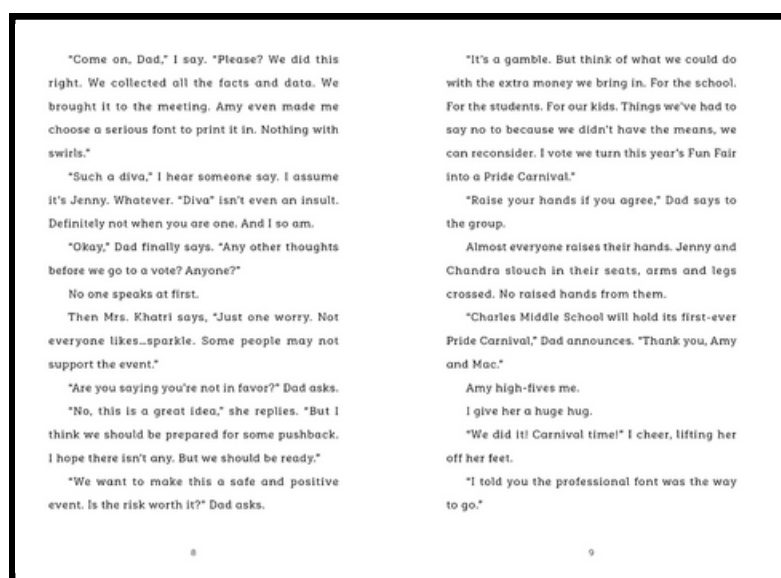 "Come on, Dad," I say. "Please? We did this
right. We collected all the facts and data. We
brought it to the meeting. Amy even made me
choose a serious font to print it in. Nothing with
swirls."
"Such a diva," I hear someone say. I assume
it's Jenny. Whatever. "Diva" isn't even an insult.
Definitely not when you are one. And I so am.
"Okay," Dad finally says. "Any other thoughts
before we go to a vote? Anyone?"
No one speaks at first.
Then Mrs. Khatri says, "Just one worry. Not
everyone likes…sparkle. Some people may not
support the event."
"Are you saying you're not in favor?" Dad asks.
"No, this is a great idea," she replies. "But I
think we should be prepared for some pushback.
I hope there isn't any. But we should be ready."
"We want to make this a safe and positive
event. Is the risk worth it?" Dad asks.
8
"It's a gamble. But think of what we could do
with the extra money we bring in. For the school.
For the students. For our kids. Things we've had to
say no to because we didn't have the means, we
can reconsider. I vote we turn this year's Fun Fair
into a Pride Carnival."
"Raise your hands if you agree," Dad says to
the group.
Almost everyone raises their hands. Jenny and
Chandra slouch in their seats, arms and legs
crossed. No raised hands from them.
"Charles Middle School will hold its first-ever
Pride Carnival," Dad announces. "Thank you, Amy
and Mac."
Amy high-fives me.
I give her a huge hug.
"We did it! Carnival time!" I cheer, lifting her
off her feet.
"I told you the professional font was the way
to go."
9